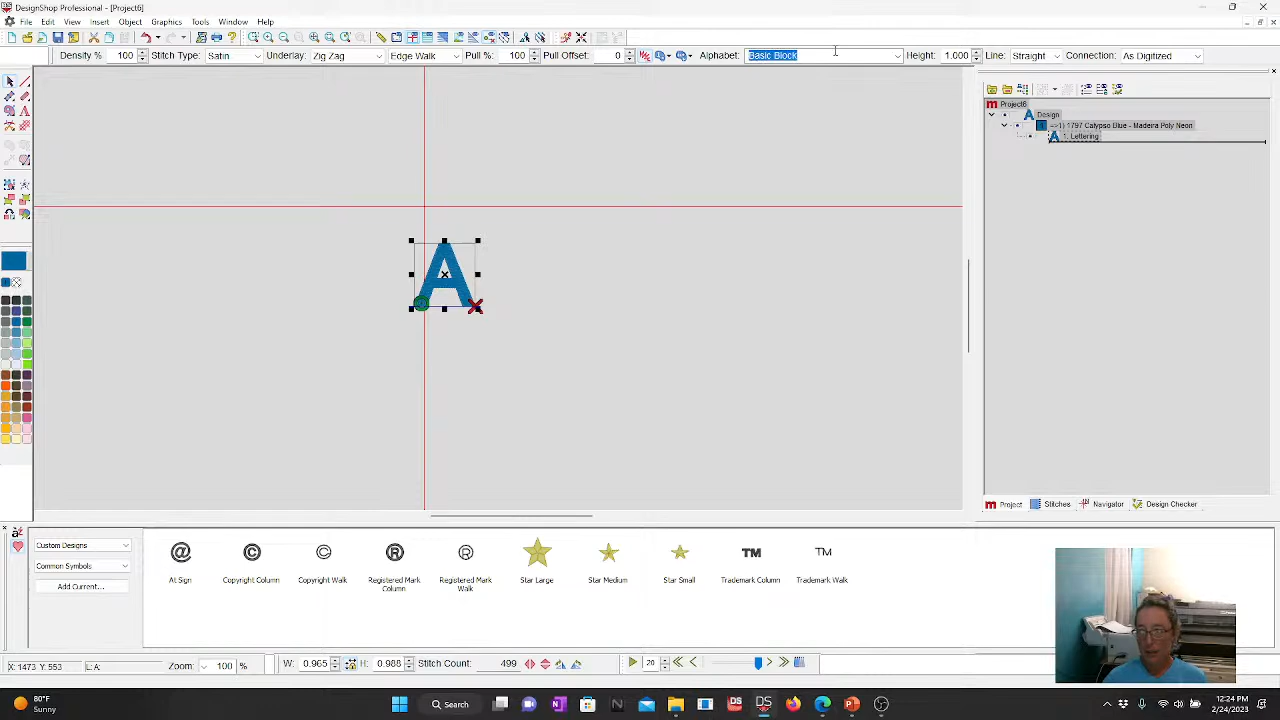 DesignShop Professional - [Project6]
File Edit View Insert Object Graphics Tools Window Help
Density % 100 Stitch Type: Satin Underlay: Zig Zag Edge Walk Pull % 100 Pull Offset: 0 Alphabet: Basic Block Height: 1.000 Line: Straight Connection: As Digitized
Project6
Design
1797 Calypso Blue - Madeira Poly Neon
1. Lettering
A
Project Stitches Navigator Design Checker
Custom Designs
Common Symbols
Add Current...
@ © © ® ® TM TM
At Sign Copyright Column Copyright Walk Registered Mark Column Registered Mark Walk Star Large Star Medium Star Small Trademark Column Trademark Walk
X: 1473 Y: 553 L: A: Zoom: 100 % W: 0.965 H: 0.988 Stitch Count: 499 20
80°F
Sunny
Search
DS DS
12:24 PM
2/24/2023